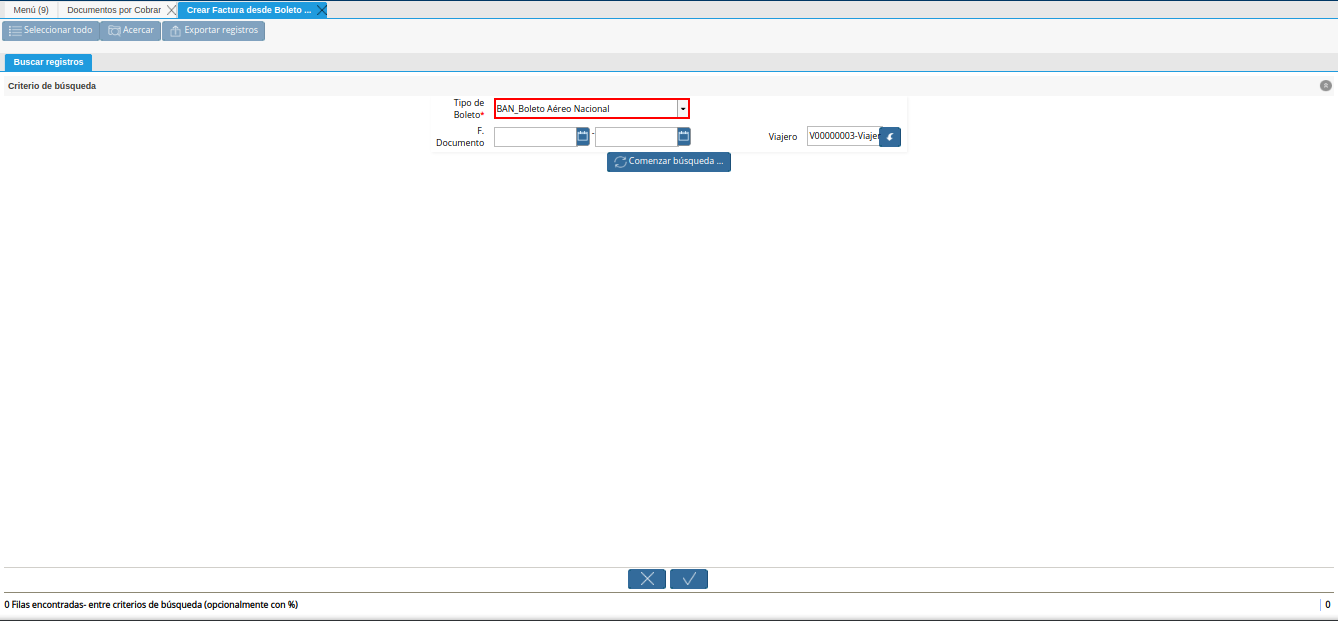 Menú (9) Documentos por Cobrar Crear Factura desde Boleto ...
Seleccionar todo Acercar Exportar registros
Buscar registros
Criterio de búsqueda
Tipo de
Boleto* BAN_Boleto Aéreo Nacional
F.
Documento - Viajero V00000003-Viajer
Comenzar búsqueda ...
0 Filas encontradas- entre criterios de búsqueda (opcionalmente con %) 0